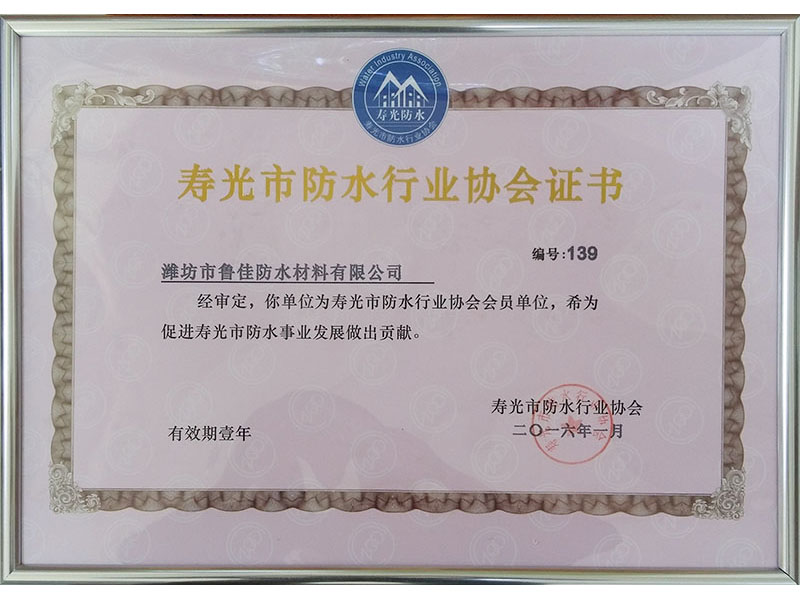 Water Industry Association
寿光防水
寿光市防水行业协会
寿光市防水行业协会证书
编号:139
潍坊市鲁佳防水材料有限公司
经审定，你单位为寿光市防水行业协会会员单位，希为
促进寿光市防水事业发展做出贡献。
寿光市防水行业协会
有效期壹年
二〇一六年一月